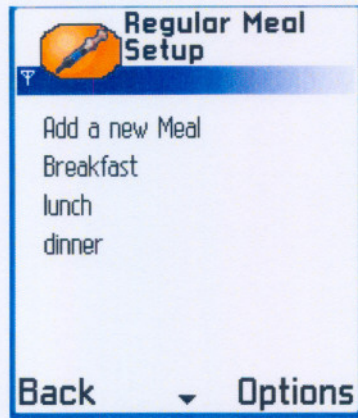 Regular Meal
Setup
Add a new Meal
Breakfast
lunch
dinner
Back
Options